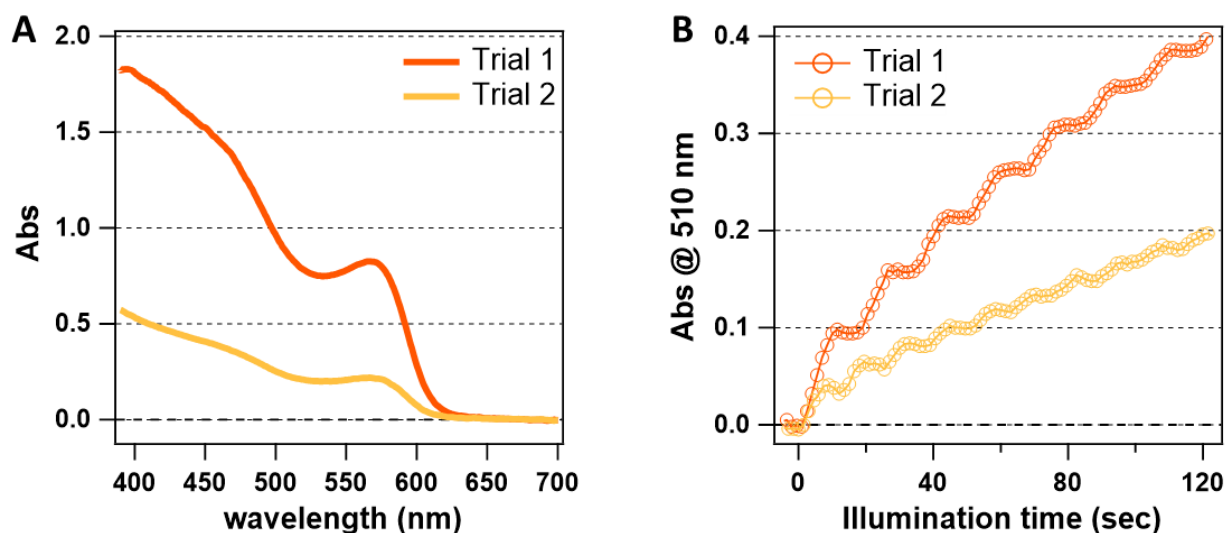 A
2.0
1.5
1.0
0.5
0.0
Abs
Trial 1
Trial 2
400 450 500 550 600 650 700
wavelength (nm)
B
0.4
0.3
0.2
0.1
0.0
Abs @ 510 nm
Trial 1
Trial 2
0 40 80 120
Illumination time (sec)